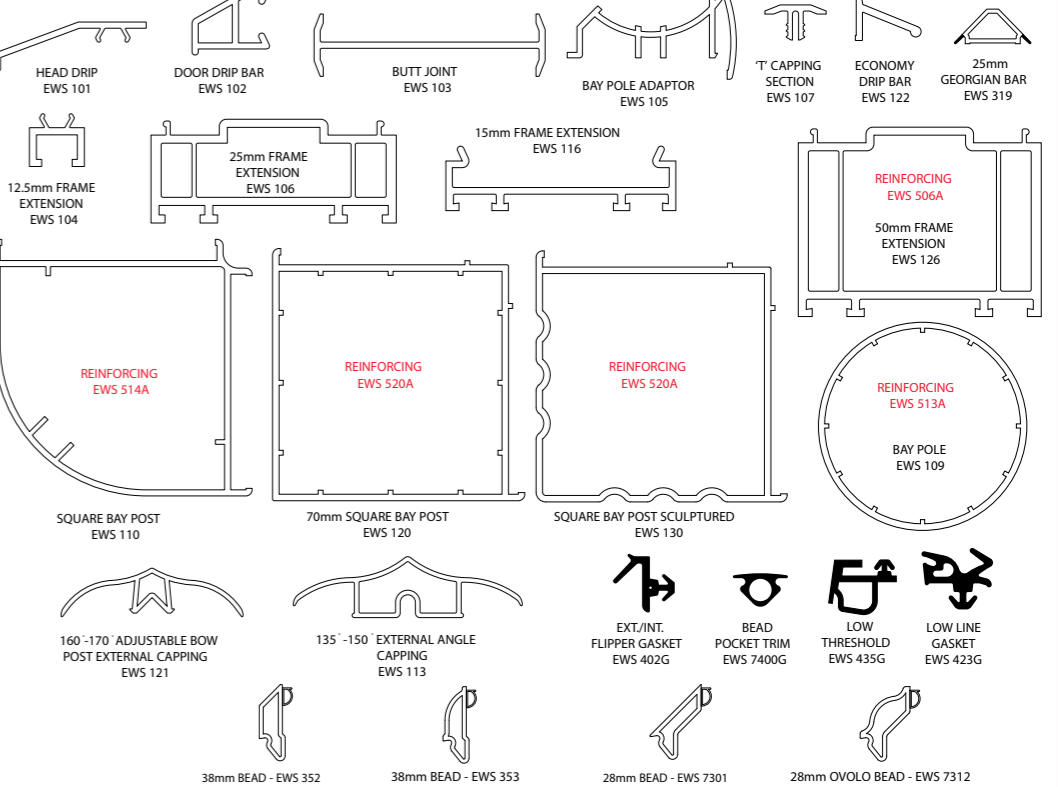 HEAD DRIP
EWS 101
DOOR DRIP BAR
EWS 102
BUTT JOINT
EWS 103
BAY POLE ADAPTOR
EWS 105
'T' CAPPING
SECTION
EWS 107
ECONOMY
DRIP BAR
EWS 122
25mm
GEORGIAN BAR
EWS 319
12.5mm FRAME
EXTENSION
EWS 104
25mm FRAME
EXTENSION
EWS 106
15mm FRAME EXTENSION
EWS 116
REINFORCING
EWS 506A
50mm FRAME
EXTENSION
EWS 126
REINFORCING
EWS 514A
REINFORCING
EWS 520A
REINFORCING
EWS 520A
REINFORCING
EWS 513A
BAY POLE
EWS 109
SQUARE BAY POST
EWS 110
70mm SQUARE BAY POST
EWS 120
SQUARE BAY POST SCULPTURED
EWS 130
160˚-170˚ADJUSTABLE BOW
POST EXTERNAL CAPPING
EWS 121
135˚-150˚EXTERNAL ANGLE
CAPPING
EWS 113
EXT./INT.
FLIPPER GASKET
EWS 402G
BEAD
POCKET TRIM
EWS 7400G
LOW
THRESHOLD
EWS 435G
LOW LINE
GASKET
EWS 423G
38mm BEAD - EWS 352
38mm BEAD - EWS 353
28mm BEAD - EWS 7301
28mm OVOLO BEAD - EWS 7312